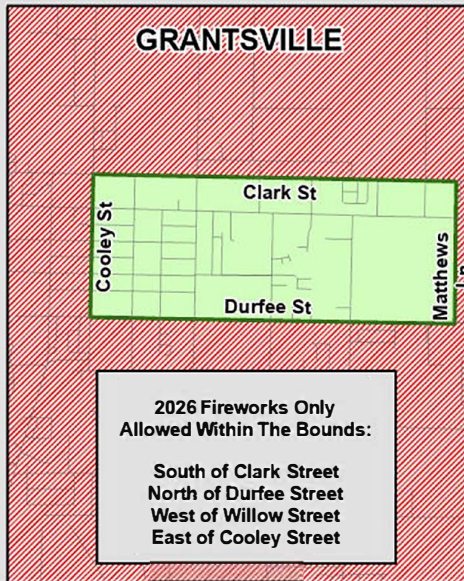 GRANTSVILLE
Clark St
Cooley St
Matthews
Ln
Durfee St
2026 Fireworks Only
Allowed Within The Bounds:
South of Clark Street
North of Durfee Street
West of Willow Street
East of Cooley Street